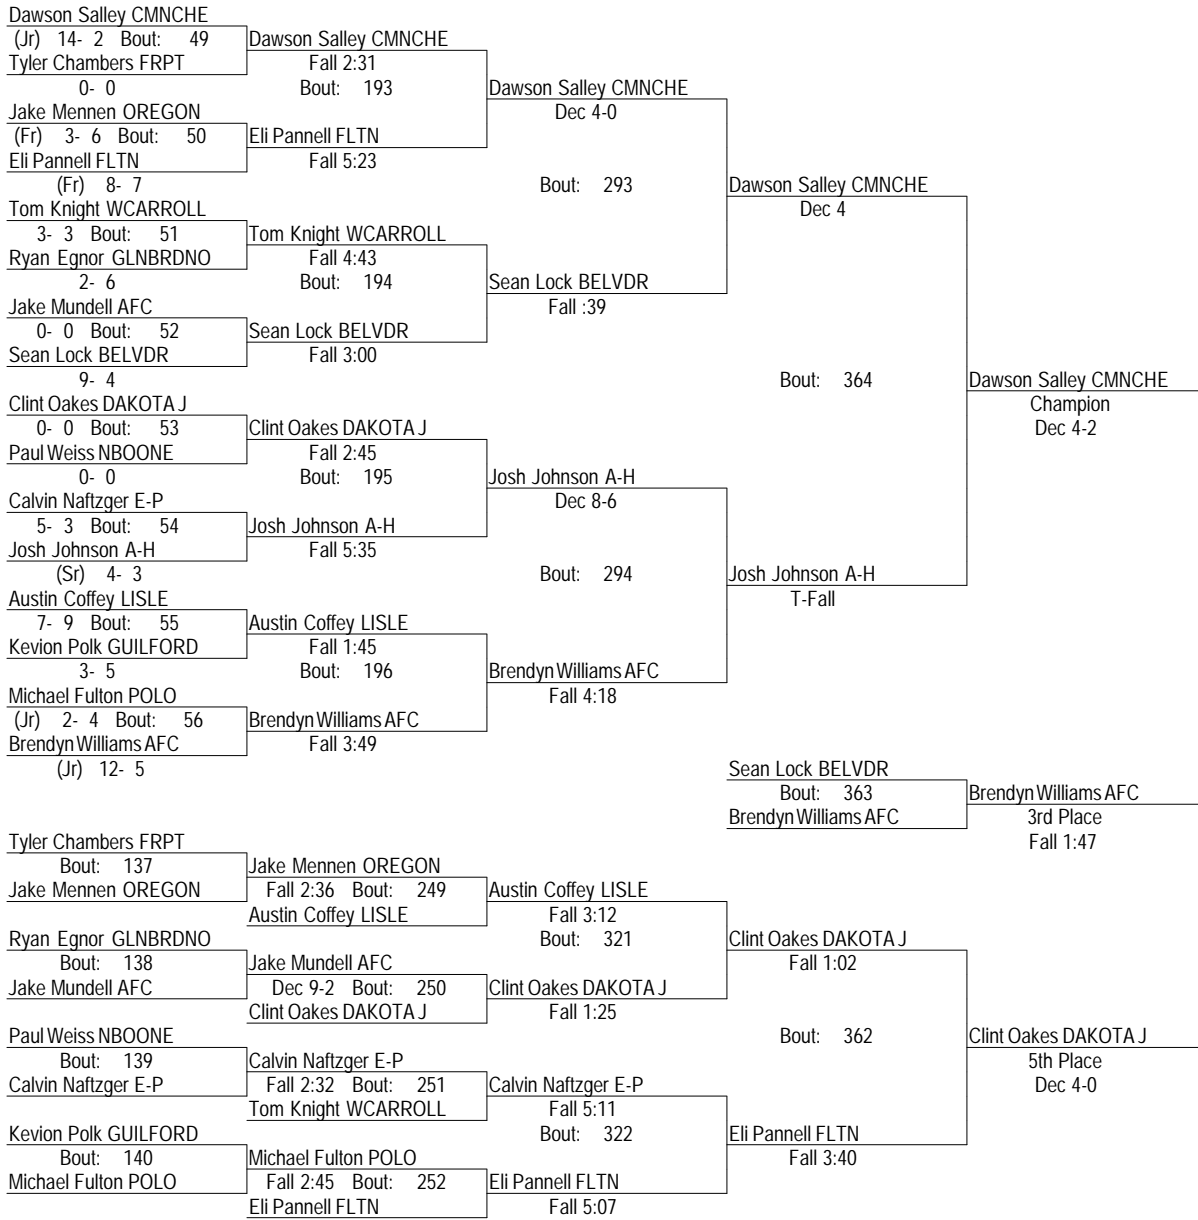 Dawson Salley CMNCHE
(Jr) 14- 2 Bout: 49 Dawson Salley CMNCHE
Tyler Chambers FRPT Fall 2:31
0- 0 Bout: 193 Dawson Salley CMNCHE
Jake Mennen OREGON Dec 4-0
(Fr) 3- 6 Bout: 50 Eli Pannell FLTN
Eli Pannell FLTN Fall 5:23
(Fr) 8- 7 Bout: 293 Dawson Salley CMNCHE
Tom Knight WCARROLL Dec 4
3- 3 Bout: 51 Tom Knight WCARROLL
Ryan Egnor GLNBRDNO Fall 4:43
2- 6 Bout: 194 Sean Lock BELVDR
Jake Mundell AFC Fall :39
0- 0 Bout: 52 Sean Lock BELVDR
Sean Lock BELVDR Fall 3:00
9- 4 Bout: 364 Dawson Salley CMNCHE
Clint Oakes DAKOTA J Champion
0- 0 Bout: 53 Clint Oakes DAKOTA J Dec 4-2
Paul Weiss NBOONE Fall 2:45
0- 0 Bout: 195 Josh Johnson A-H
Calvin Naftzger E-P Dec 8-6
5- 3 Bout: 54 Josh Johnson A-H
Josh Johnson A-H Fall 5:35
(Sr) 4- 3 Bout: 294 Josh Johnson A-H
Austin Coffey LISLE T-Fall
7- 9 Bout: 55 Austin Coffey LISLE
Kevion Polk GUILFORD Fall 1:45
3- 5 Bout: 196 Brendyn Williams AFC
Michael Fulton POLO Fall 4:18
(Jr) 2- 4 Bout: 56 Brendyn Williams AFC
Brendyn Williams AFC Fall 3:49
(Jr) 12- 5 Sean Lock BELVDR
Bout: 363 Brendyn Williams AFC
Brendyn Williams AFC 3rd Place
Tyler Chambers FRPT Fall 1:47
Bout: 137 Jake Mennen OREGON
Jake Mennen OREGON Fall 2:36 Bout: 249 Austin Coffey LISLE
Austin Coffey LISLE Fall 3:12
Ryan Egnor GLNBRDNO Bout: 321 Clint Oakes DAKOTA J
Bout: 138 Jake Mundell AFC Fall 1:02
Jake Mundell AFC Dec 9-2 Bout: 250 Clint Oakes DAKOTA J
Clint Oakes DAKOTA J Fall 1:25
Paul Weiss NBOONE Bout: 362 Clint Oakes DAKOTA J
Bout: 139 Calvin Naftzger E-P 5th Place
Calvin Naftzger E-P Fall 2:32 Bout: 251 Calvin Naftzger E-P Dec 4-0
Tom Knight WCARROLL Fall 5:11
Kevion Polk GUILFORD Bout: 322 Eli Pannell FLTN
Bout: 140 Michael Fulton POLO Fall 3:40
Michael Fulton POLO Fall 2:45 Bout: 252 Eli Pannell FLTN
Eli Pannell FLTN Fall 5:07